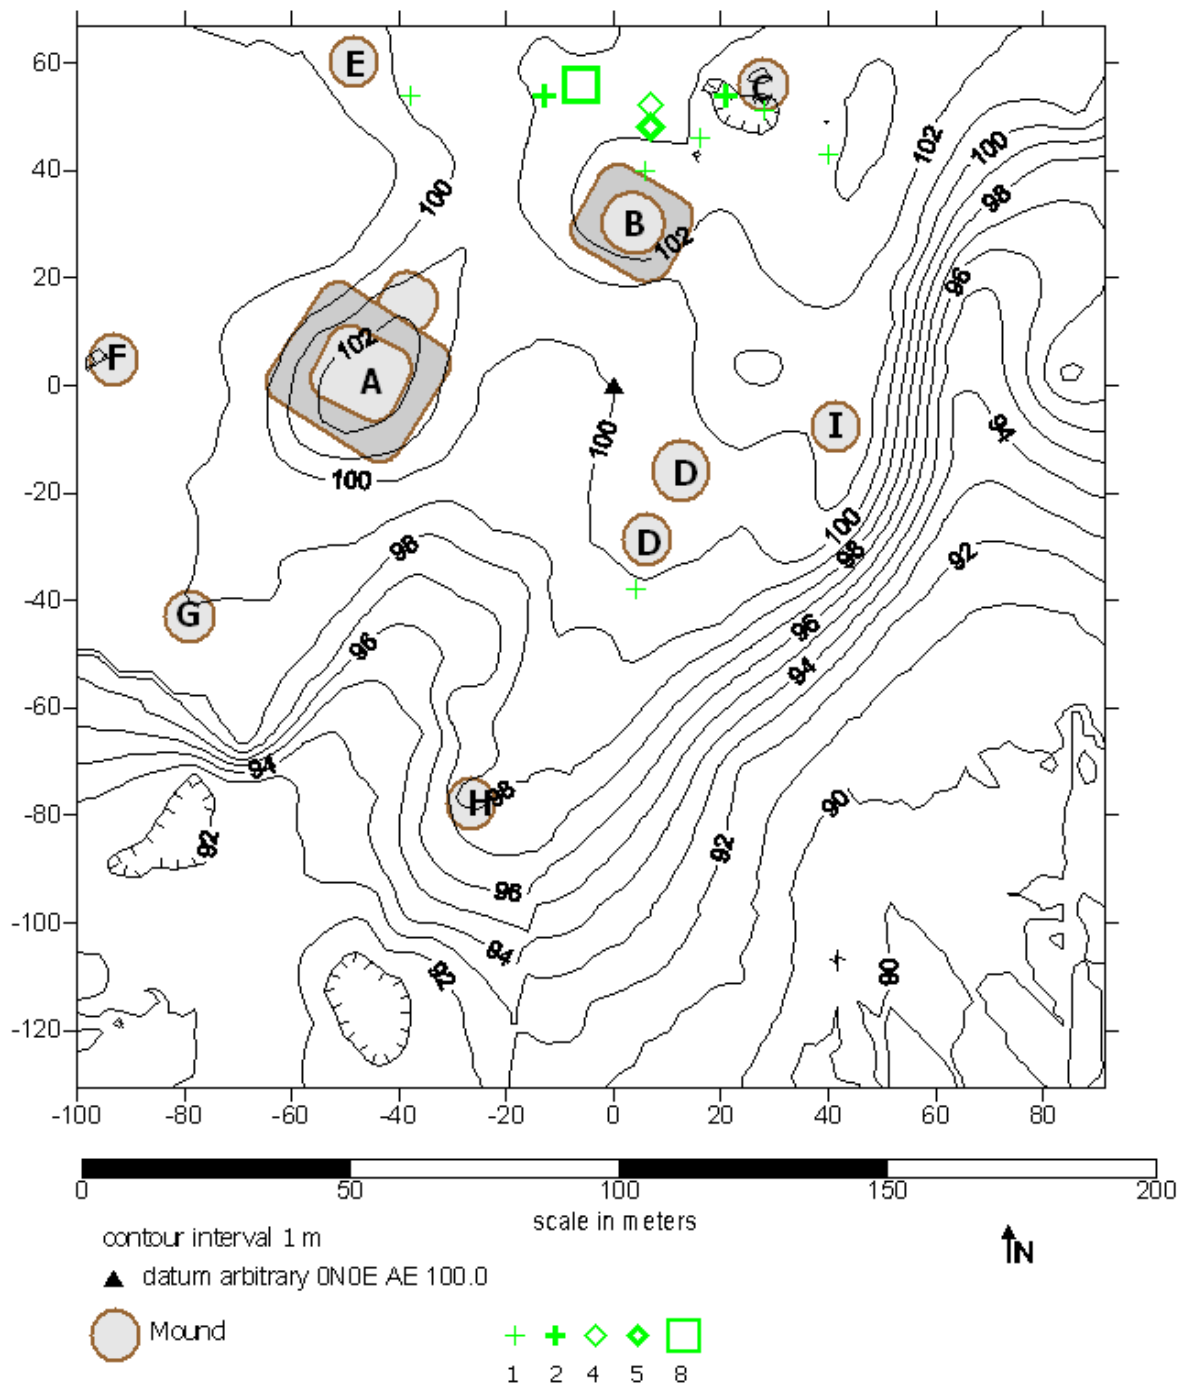 60
40
20
0
-20
-40
-60
-80
-100
-120
E
C
102
100
98
100
B
102
96
102
A
F
I
94
100
100
D
100
98
D
98
92
G
96
96
94
94
H
98
90
92
92
96
94
92
90
-100 -80 -60 -40 -20 0 20 40 60 80
0 50 100 150 200
scale in meters
contour interval 1 m
N
datum arbitrary 0N0E AE 100.0
Mound
1 2 4 5 8